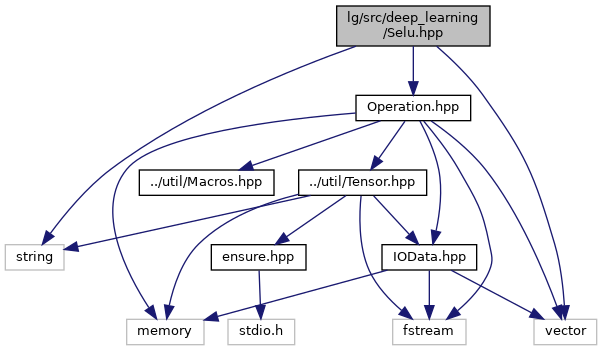 lg/src/deep_learning
/Selu.hpp
Operation.hpp
../util/Macros.hpp
../util/Tensor.hpp
string
ensure.hpp
IOData.hpp
memory
stdio.h
fstream
vector